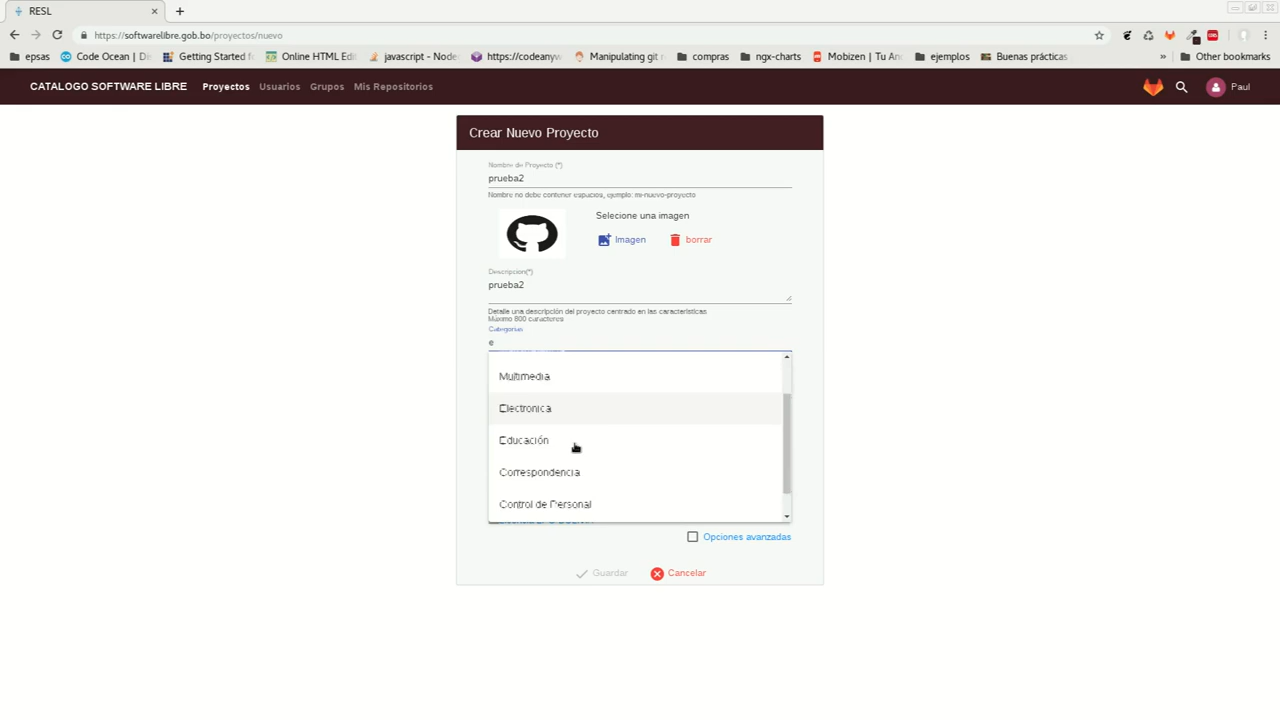 RESL
https://softwarelibre.gob.bo/proyectos/nuevo
epsas
Code Ocean | Di
Getting Started f
Online HTML Edi
javascript - Node
https://codeanyw
Manipulating git r
compras
ngx-charts
Mobizen | Tu An
ejemplos
Buenas prácticas
»
Other bookmarks
CATALOGO SOFTWARE LIBRE
Proyectos
Usuarios
Grupos
Mis Repositorios
Paul
Crear Nuevo Proyecto
Nombre de Proyecto (*)
prueba2
Nombre no debe contener espacios, ejemplo: mi-nuevo-proyecto
Selecione una imagen
Imagen
borrar
Descripcion(*)
prueba2
Detalle una descripción del proyecto centrado en las características
Máximo 800 caracteres
Categorias
e
Multimedia
Electronica
Educación
Correspondencia
Control de Personal
Opciones avanzadas
Guardar
Cancelar